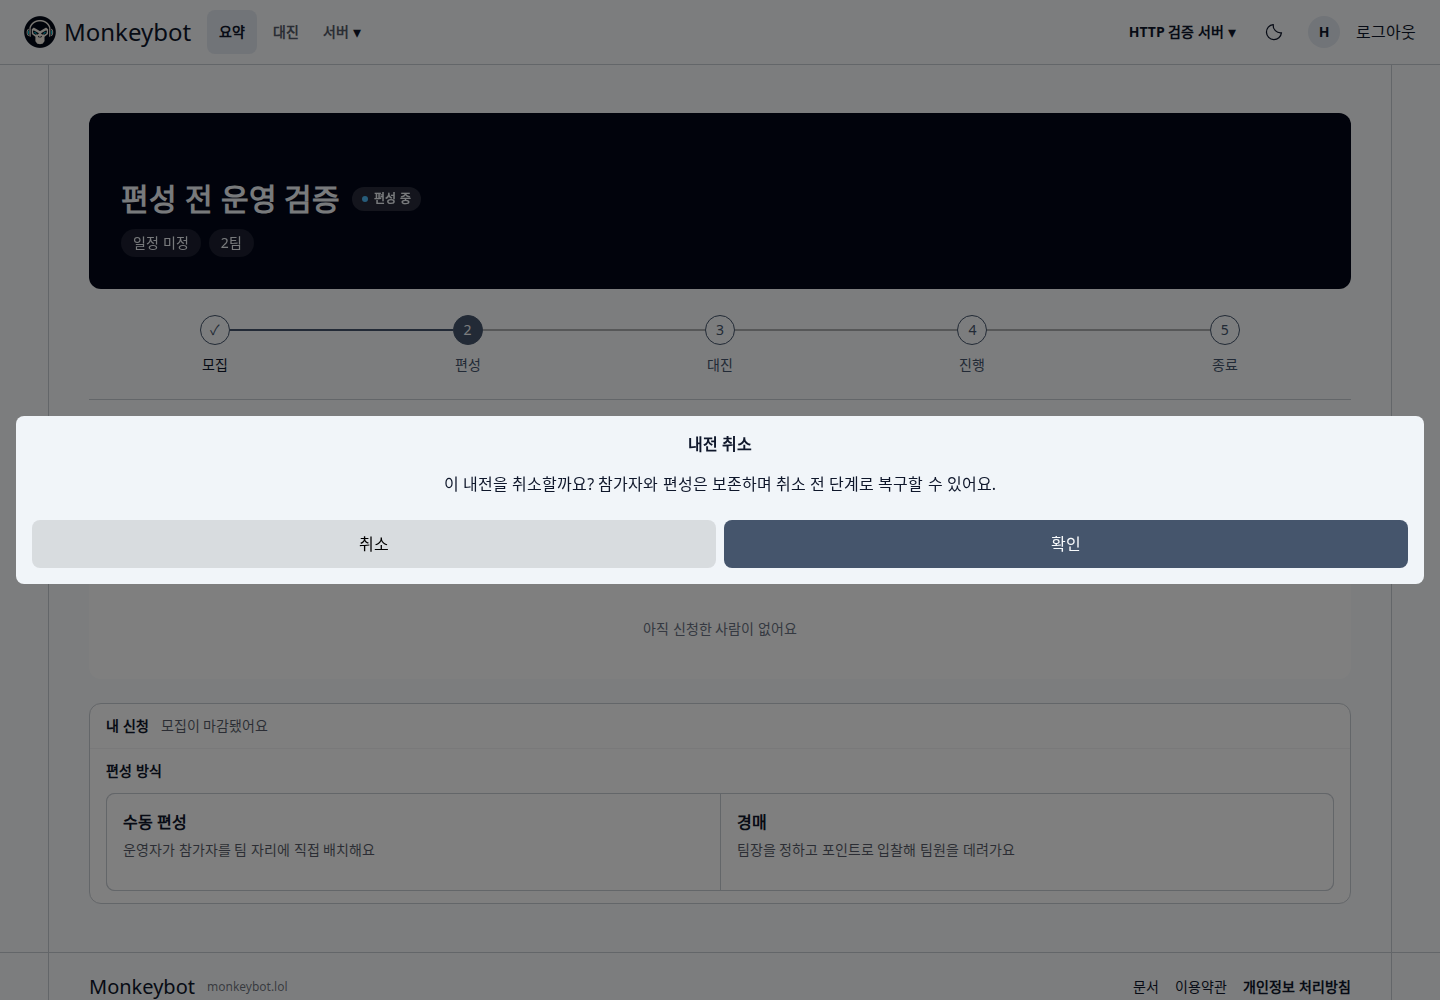 Monkeybot 요약 대진 서버 ▾ HTTP 검증 서버 ▾ H 로그아웃
편성 전 운영 검증 편성 중
일정 미정 2팀
✓ 2 3 4 5
모집 편성 대진 진행 종료
내전 취소
이 내전을 취소할까요? 참가자와 편성은 보존하며 취소 전 단계로 복구할 수 있어요.
취소 확인
아직 신청한 사람이 없어요
내 신청 모집이 마감됐어요
편성 방식
수동 편성 경매
운영자가 참가자를 팀 자리에 직접 배치해요 팀장을 정하고 포인트로 입찰해 팀원을 데려가요
Monkeybot monkeybot.lol 문서 이용약관 개인정보 처리방침